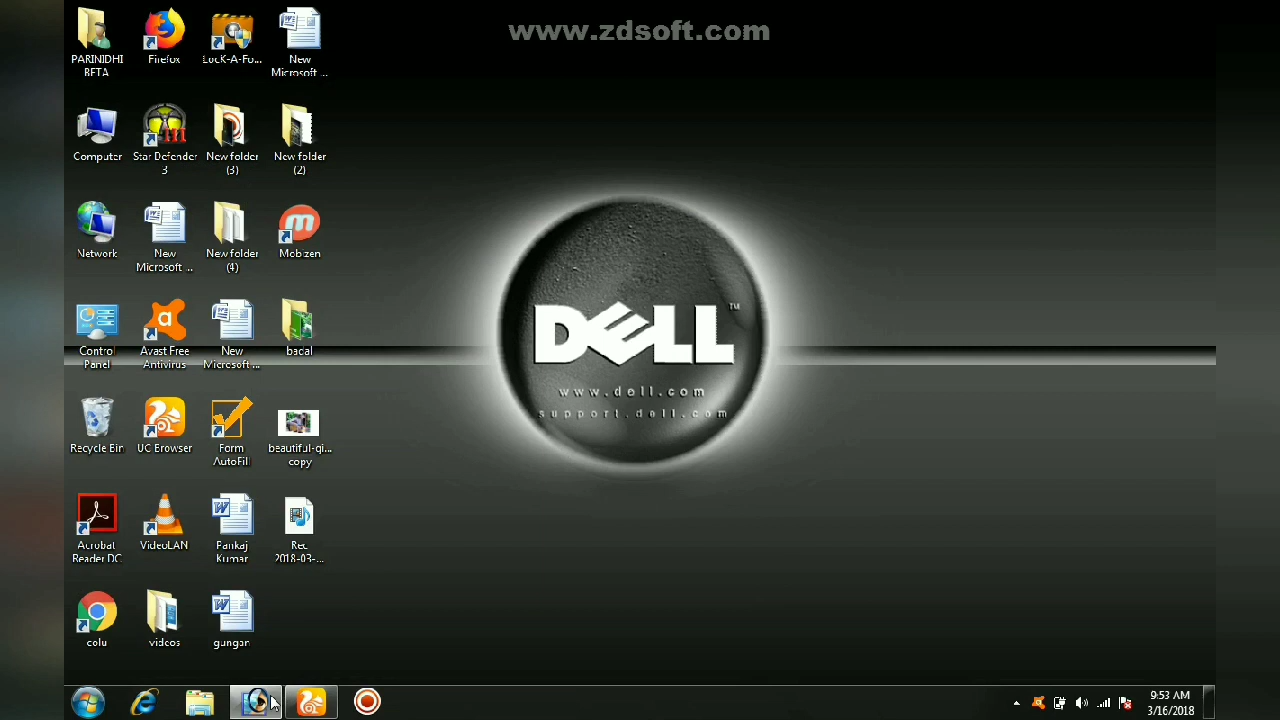 www.zdsoft.com
PARINIDHI
BETA
Firefox
LocK-A-Fo...
New
Microsoft ...
Computer
Star Defender
3
New folder
(3)
New folder
(2)
Network
New
Microsoft ...
New folder
(4)
Mobizen
Control
Panel
Avast Free
Antivirus
New
Microsoft ...
badal
Recycle Bin
UC Browser
Form
AutoFill
beautiful-gi...
copy
Acrobat
Reader DC
VideoLAN
Pankaj
Kumar
Rec
2018-03-...
colu
videos
gungan
DELL™
www.dell.com
support.dell.com
9:53 AM
3/16/2018